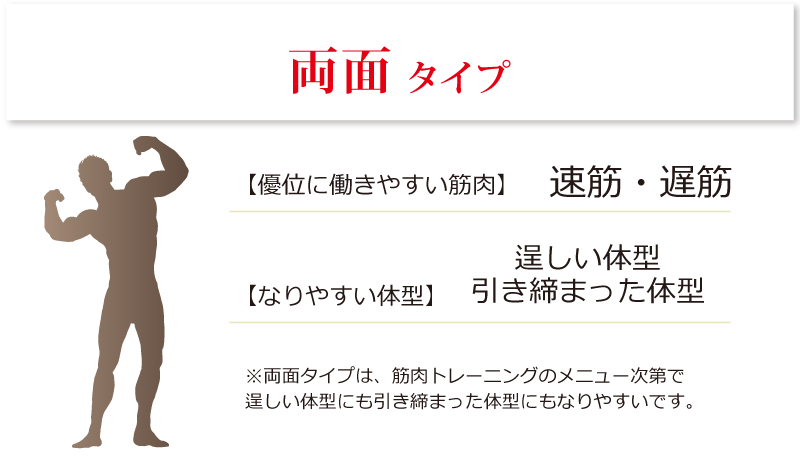 両面 タイプ
【優位に働きやすい筋肉】 速筋・遅筋
逞しい体型
【なりやすい体型】 引き締まった体型
※両面タイプは、筋肉トレーニングのメニュー次第で
逞しい体型にも引き締まった体型にもなりやすいです。